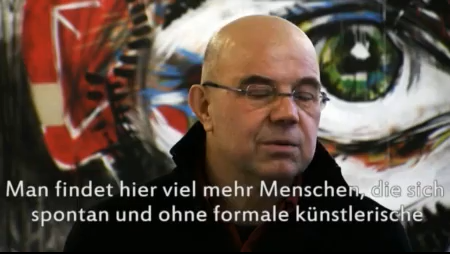 Man findet hier viel mehr Menschen, die sich
spontan und ohne formale künstlerische